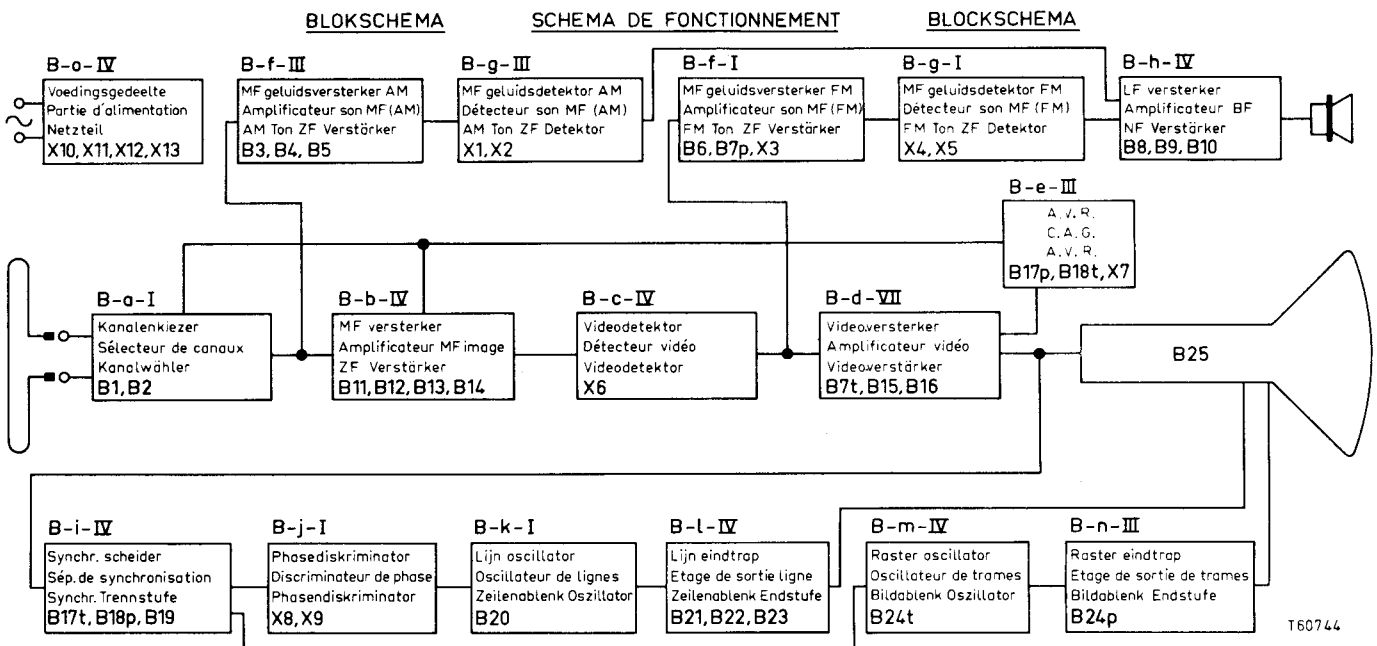 BLOKSCHEMA
SCHEMA DE FONCTIONNEMENT
BLOCKSCHEMA
B-o-IV
Voedingsgedeelte
Partie d'alimentation
Netzteil
X10, X11, X12, X13
B-f-III
MF geluidsversterker AM
Amplificateur son MF (AM)
AM Ton ZF Verstärker
B3, B4, B5
B-g-III
MF geluidsdetektor AM
Détecteur son MF (AM)
AM Ton ZF Detektor
X1, X2
B-f-I
MF geluidsversterker FM
Amplificateur son MF (FM)
FM Ton ZF Verstärker
B6, B7p, X3
B-g-I
MF geluidsdetektor FM
Détecteur son MF (FM)
FM Ton ZF Detektor
X4, X5
B-h-IV
LF versterker
Amplificateur BF
NF Verstärker
B8, B9, B10
B-e-III
A.V.R.
C.A.G.
A.V.R.
B17p, B18t, X7
B-a-I
Kanalenkiezer
Sélecteur de canaux
Kanalwähler
B1, B2
B-b-IV
MF versterker
Amplificateur MF image
ZF Verstärker
B11, B12, B13, B14
B-c-IV
Videodetektor
Détecteur vidéo
Videodetektor
X6
B-d-VII
Video.versterker
Amplificateur vidéo
Video.verstärker
B7t, B15, B16
B25
B-i-IV
Synchr. scheider
Sép. de synchronisation
Synchr. Trennstufe
B17t, B18p, B19
B-j-I
Phasediskriminator
Discriminateur de phase
Phasendiskriminator
X8, X9
B-k-I
Lijn oscillator
Oscillateur de lignes
Zeilenablenk Oszillator
B20
B-l-IV
Lijn eindtrap
Etage de sortie ligne
Zeilenablenk Endstufe
B21, B22, B23
B-m-IV
Raster oscillator
Oscillateur de trames
Bildablenk Oszillator
B24t
B-n-III
Raster eindtrap
Etage de sortie de trames
Bildablenk Endstufe
B24p
T60744